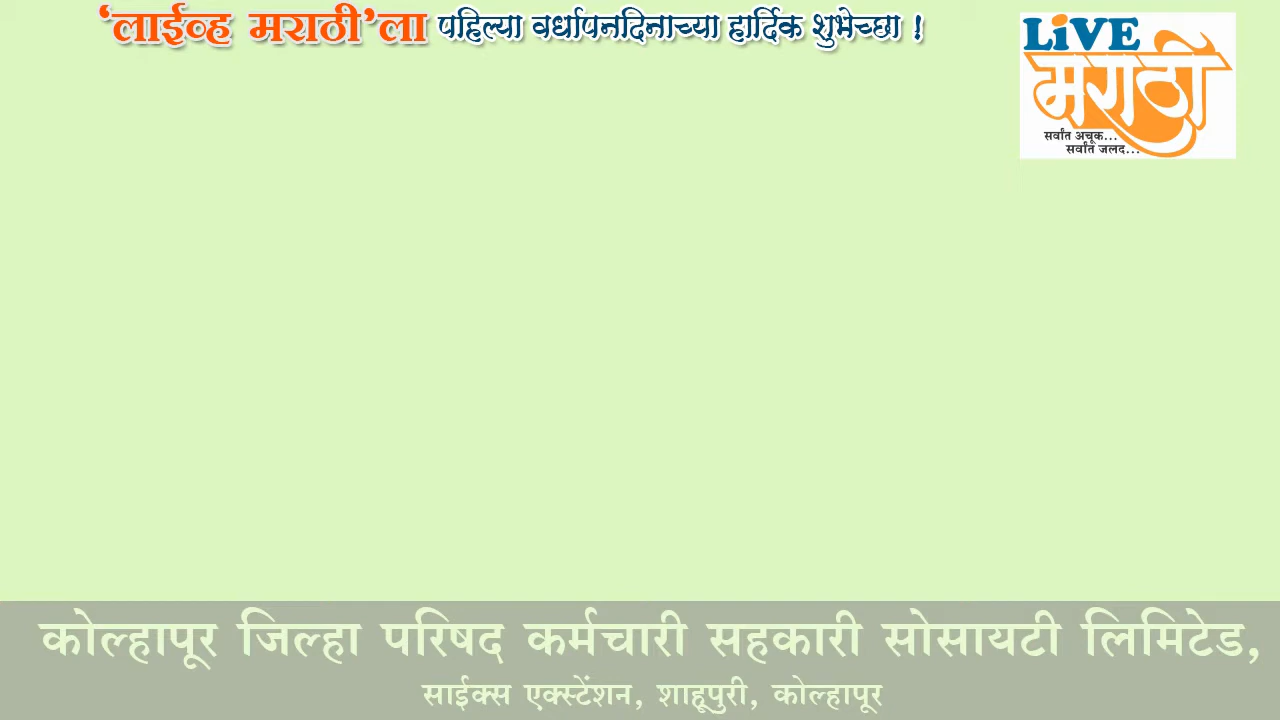 ‘लाईव्ह मराठी’ला पहिल्या वर्धापनदिनाच्या हार्दिक शुभेच्छा !
LiVE
मराठी
सर्वांत अचूक...
सर्वांत जलद...
कोल्हापूर जिल्हा परिषद कर्मचारी सहकारी सोसायटी लिमिटेड,
साईक्स एक्स्टेंशन, शाहूपुरी, कोल्हापूर